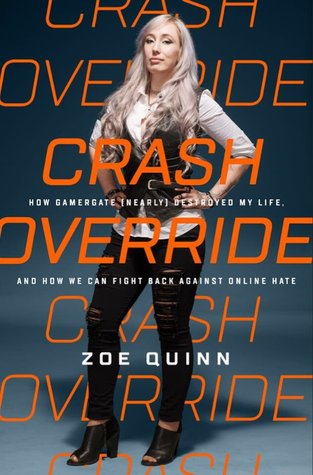 CRASH
OVERRIDE
CRASH
HOW GAMERGATE (NEARLY) DESTROYED MY LIFE,
OVERRIDE
AND HOW WE CAN FIGHT BACK AGAINST ONLINE HATE
CRASH
ZOE QUINN
OVERRIDE
CRASH